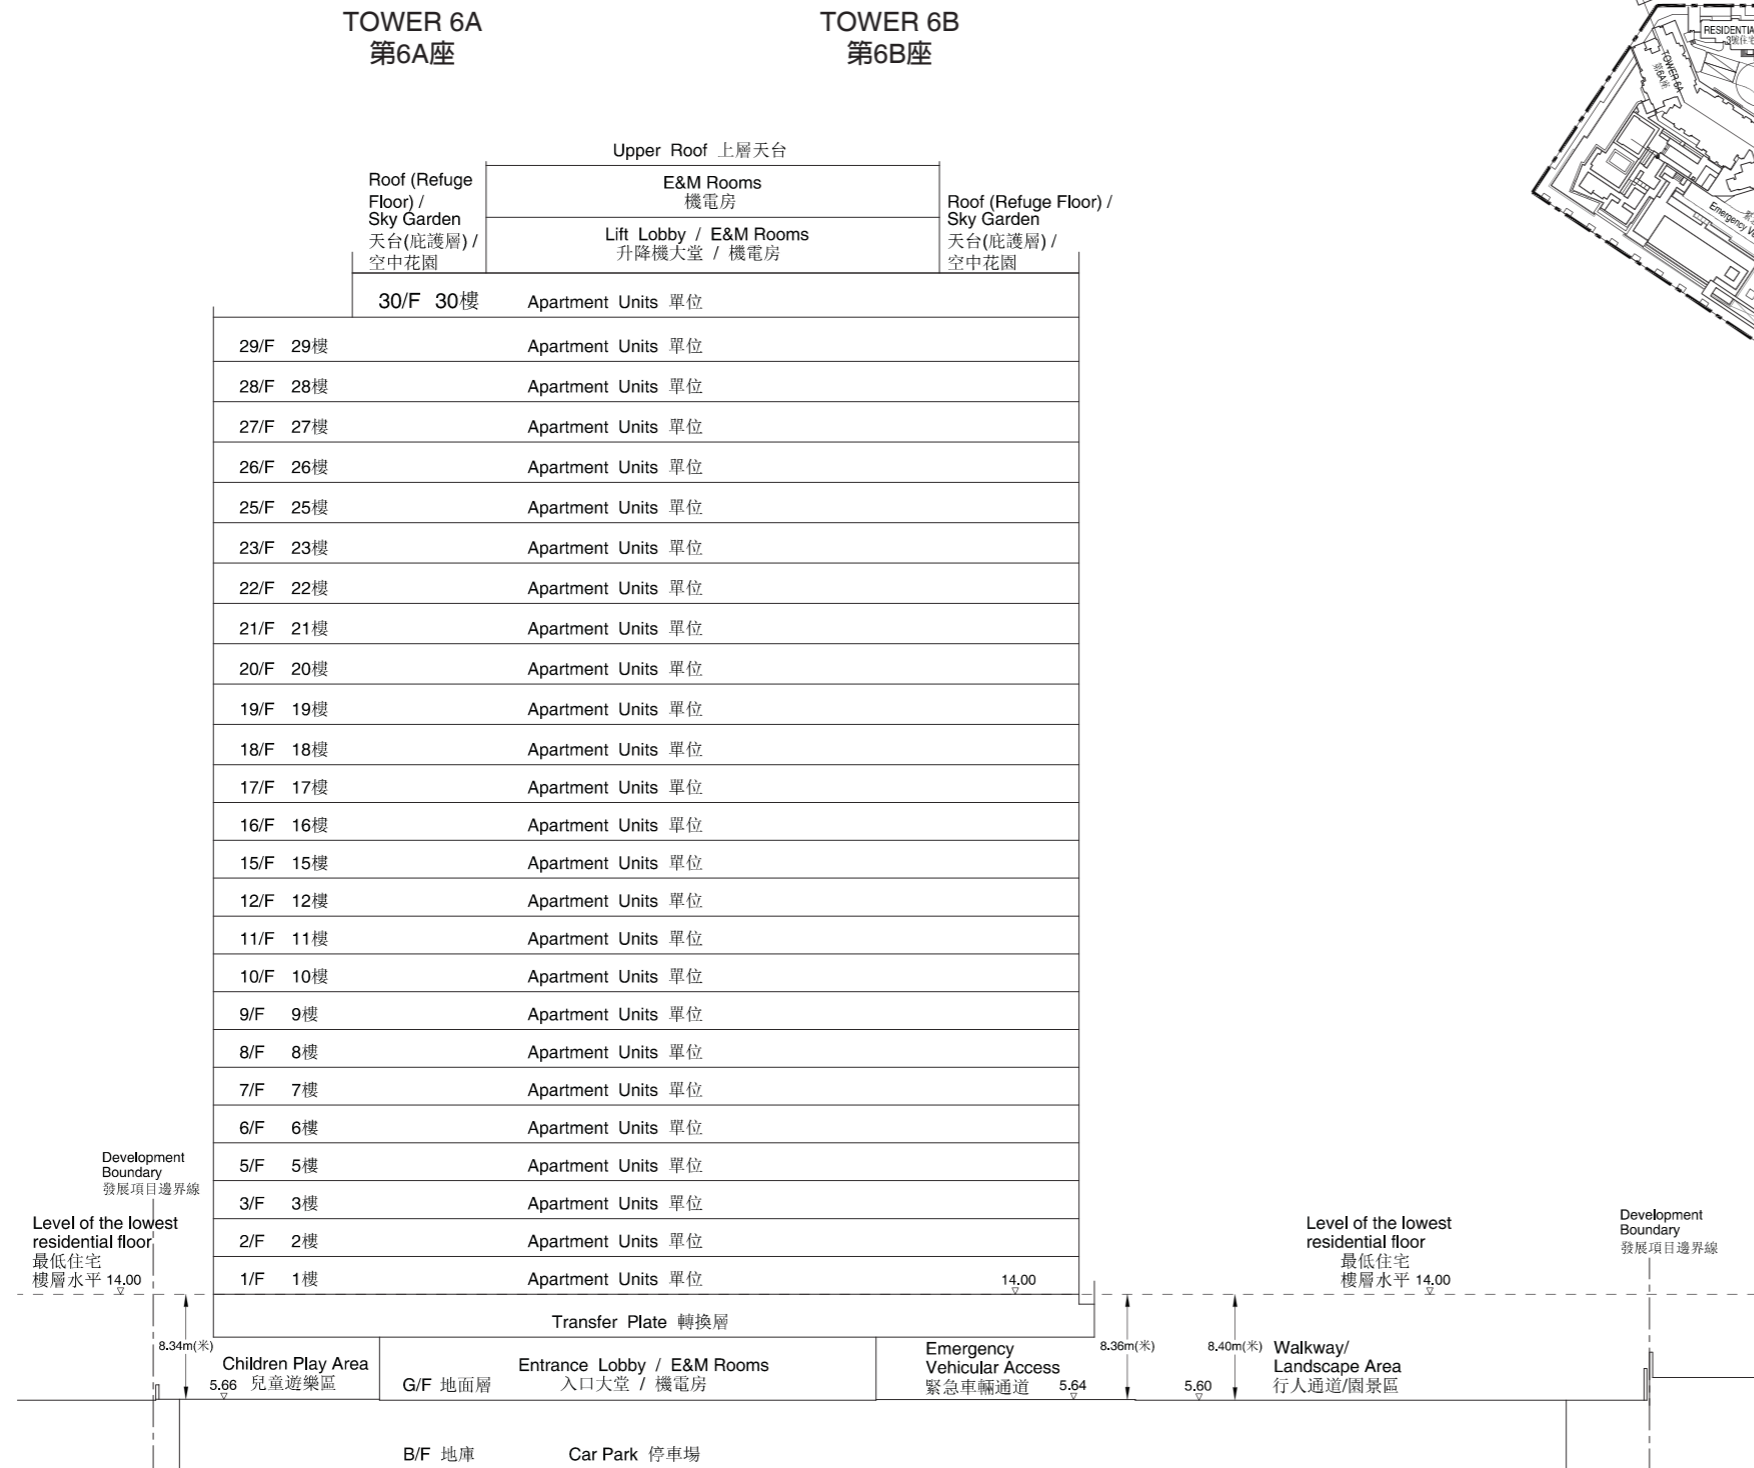 TOWER 6A
第6A座
TOWER 6B
第6B座
RESIDENTIA
3號住宅
TOWER 6A
第6A座
Emergency V
Upper Roof 上層天台
Roof (Refuge
Floor) /
Sky Garden
天台(庇護層) /
空中花園
E&M Rooms
機電房
Lift Lobby / E&M Rooms
升降機大堂 / 機電房
Roof (Refuge Floor) /
Sky Garden
天台(庇護層) /
空中花園
30/F 30樓 Apartment Units 單位
29/F 29樓 Apartment Units 單位
28/F 28樓 Apartment Units 單位
27/F 27樓 Apartment Units 單位
26/F 26樓 Apartment Units 單位
25/F 25樓 Apartment Units 單位
23/F 23樓 Apartment Units 單位
22/F 22樓 Apartment Units 單位
21/F 21樓 Apartment Units 單位
20/F 20樓 Apartment Units 單位
19/F 19樓 Apartment Units 單位
18/F 18樓 Apartment Units 單位
17/F 17樓 Apartment Units 單位
16/F 16樓 Apartment Units 單位
15/F 15樓 Apartment Units 單位
12/F 12樓 Apartment Units 單位
11/F 11樓 Apartment Units 單位
10/F 10樓 Apartment Units 單位
9/F 9樓 Apartment Units 單位
8/F 8樓 Apartment Units 單位
7/F 7樓 Apartment Units 單位
6/F 6樓 Apartment Units 單位
5/F 5樓 Apartment Units 單位
3/F 3樓 Apartment Units 單位
2/F 2樓 Apartment Units 單位
1/F 1樓 Apartment Units 單位 14.00
Development
Boundary
發展項目邊界線
Level of the lowest
residential floor
最低住宅
樓層水平 14.00
Level of the lowest
residential floor
最低住宅
樓層水平 14.00
Development
Boundary
發展項目邊界線
Transfer Plate 轉換層
8.34m(米)
Children Play Area
5.66 兒童遊樂區
G/F 地面層
Entrance Lobby / E&M Rooms
入口大堂 / 機電房
Emergency
Vehicular Access
緊急車輛通道 5.64
8.36m(米)
8.40m(米)
5.60
Walkway/
Landscape Area
行人通道/園景區
B/F 地庫 Car Park 停車場